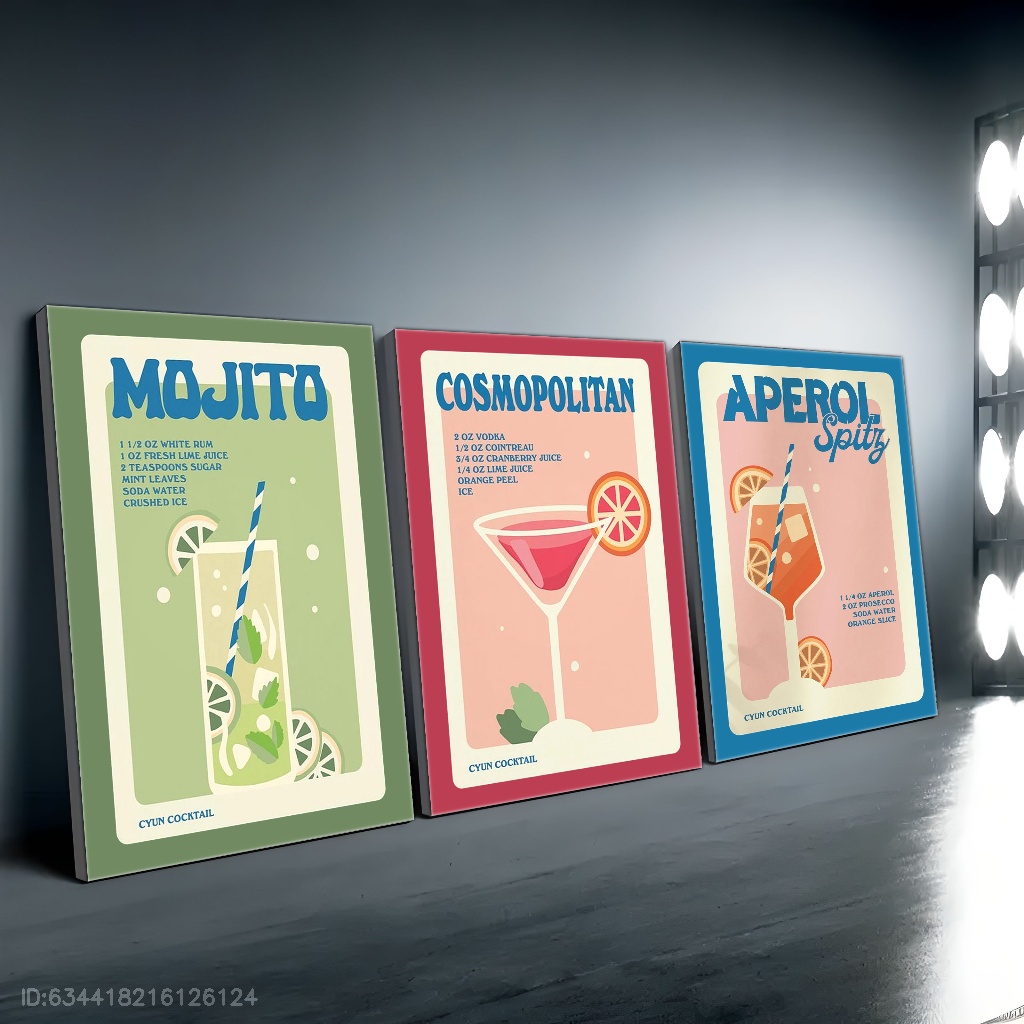 MOJITO
1 1/2 OZ WHITE RUM
1 OZ FRESH LIME JUICE
2 TEASPOONS SUGAR
MINT LEAVES
SODA WATER
CRUSHED ICE
CYUN COCKTAIL
COSMOPOLITAN
2 OZ VODKA
1/2 OZ COINTREAU
3/4 OZ CRANBERRY JUICE
1/4 OZ LIME JUICE
ORANGE PEEL
ICE
CYUN COCKTAIL
APEROL
Spitz
1 1/4 OZ APEROL
2 OZ PROSECCO
SODA WATER
ORANGE SLICE
CYUN COCKTAIL
ID:634418216126124